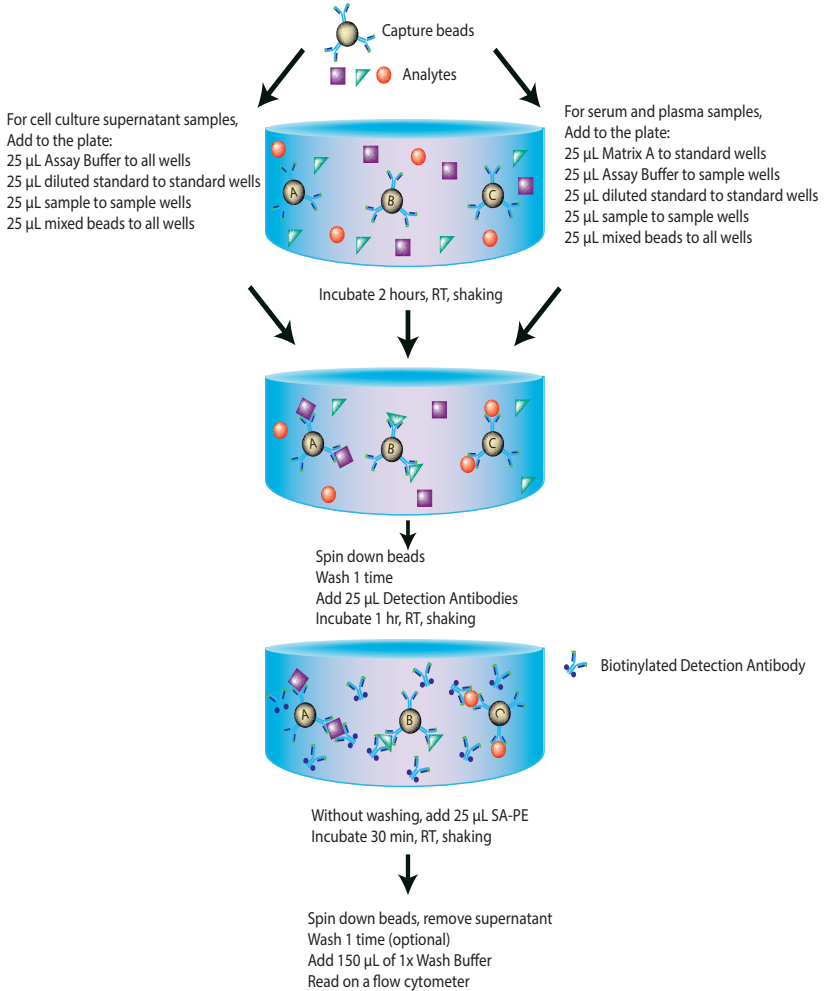 Capture beads
Analytes
For cell culture supernatant samples,
Add to the plate:
25 µL Assay Buffer to all wells
25 µL diluted standard to standard wells
25 µL sample to sample wells
25 µL mixed beads to all wells
For serum and plasma samples,
Add to the plate:
25 µL Matrix A to standard wells
25 µL Assay Buffer to sample wells
25 µL diluted standard to standard wells
25 µL sample to sample wells
25 µL mixed beads to all wells
A
B
C
Incubate 2 hours, RT, shaking
A
B
C
Spin down beads
Wash 1 time
Add 25 µL Detection Antibodies
Incubate 1 hr, RT, shaking
Biotinylated Detection Antibody
A
B
C
Without washing, add 25 µL SA-PE
Incubate 30 min, RT, shaking
Spin down beads, remove supernatant
Wash 1 time (optional)
Add 150 µL of 1x Wash Buffer
Read on a flow cytometer